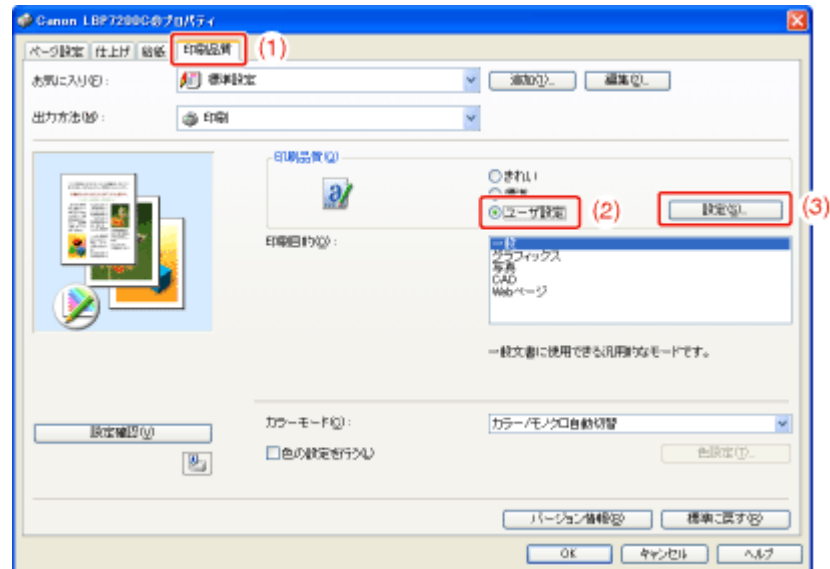 Canon LBP7200Cのプロパティ
ページ設定 仕上げ 給紙 印刷品質 (1)
お気に入り(F): 標準設定 追加(1)... 編集(2)...
出力方法(M): 印刷
印刷品質(Q)
きれい
標準
ユーザ設定 (2) 設定(S)... (3)
印刷目的(O):
一般
グラフィックス
写真
CAD
Webページ
一般文書に使用できる汎用的なモードです。
設定確認(V)
カラーモード(C): カラー/モノクロ自動切替
色の設定を行う(L) 色設定(T)...
バージョン情報(B) 標準に戻す(R)
OK キャンセル ヘルプ